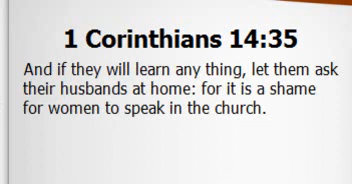 1 Corinthians 14:35
And if they will learn any thing, let them ask
their husbands at home: for it is a shame
for women to speak in the church.